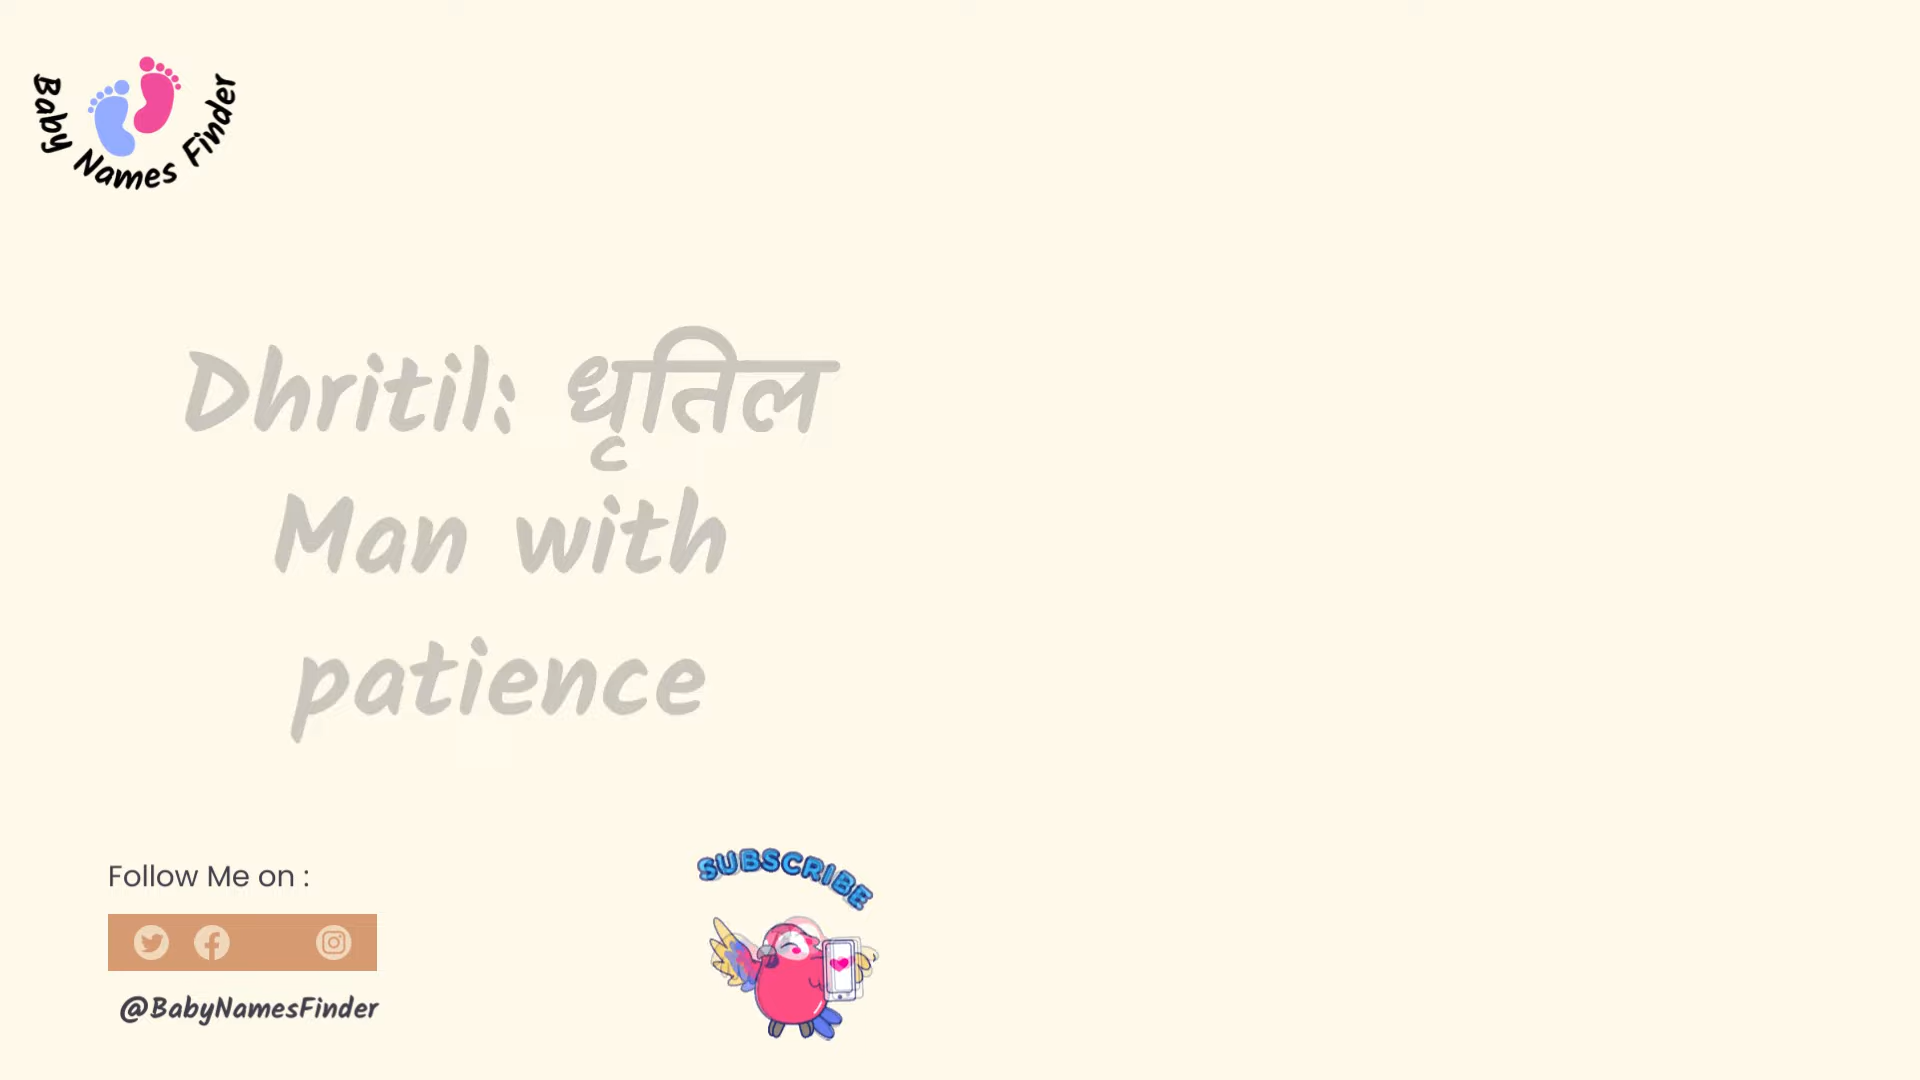 Baby Names Finder
Dhritil: धृतिल
Man with
patience
Follow Me on :
@BabyNamesFinder
SUBSCRIBE